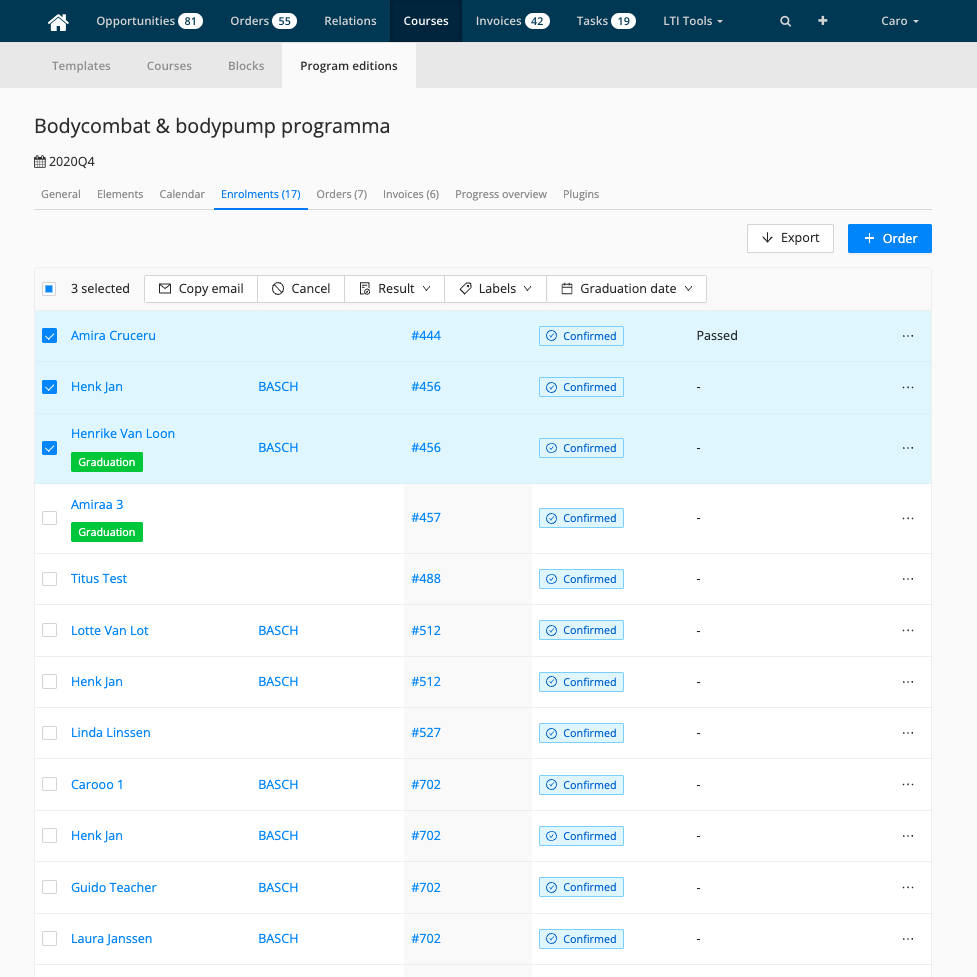 Opportunities 81 Orders 55 Relations Courses Invoices 42 Tasks 19 LTI Tools Caro
Templates Courses Blocks Program editions
Bodycombat & bodypump programma
2020Q4
General Elements Calendar Enrolments (17) Orders (7) Invoices (6) Progress overview Plugins
Export + Order
3 selected Copy email Cancel Result Labels Graduation date
Amira Cruceru #444 Confirmed Passed ...
Henk Jan BASCH #456 Confirmed - ...
Henrike Van Loon BASCH #456 Confirmed - ...
Graduation
Amiraa 3 #457 Confirmed - ...
Graduation
Titus Test #488 Confirmed - ...
Lotte Van Lot BASCH #512 Confirmed - ...
Henk Jan BASCH #512 Confirmed - ...
Linda Linssen #527 Confirmed - ...
Carooo 1 BASCH #702 Confirmed - ...
Henk Jan BASCH #702 Confirmed - ...
Guido Teacher BASCH #702 Confirmed - ...
Laura Janssen BASCH #702 Confirmed - ...